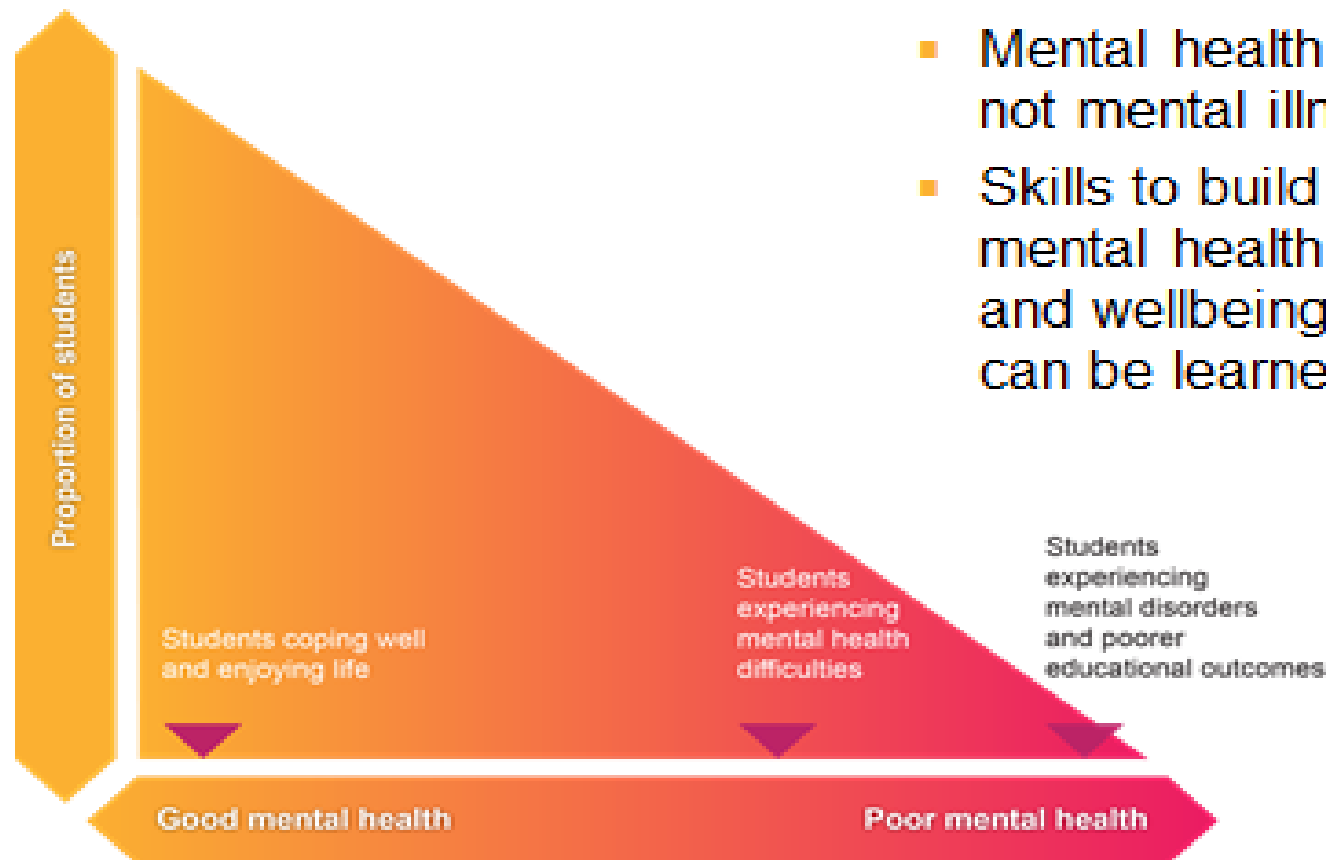 Mental health
not mental
Skills to build
mental health
and wellbeing
can be
Proportion of students
Students coping well
and enjoying life
Students
experiencing
mental health
difficulties
Students
experiencing
mental disorders
and poorer
educational outcomes
Good mental health
Poor mental health